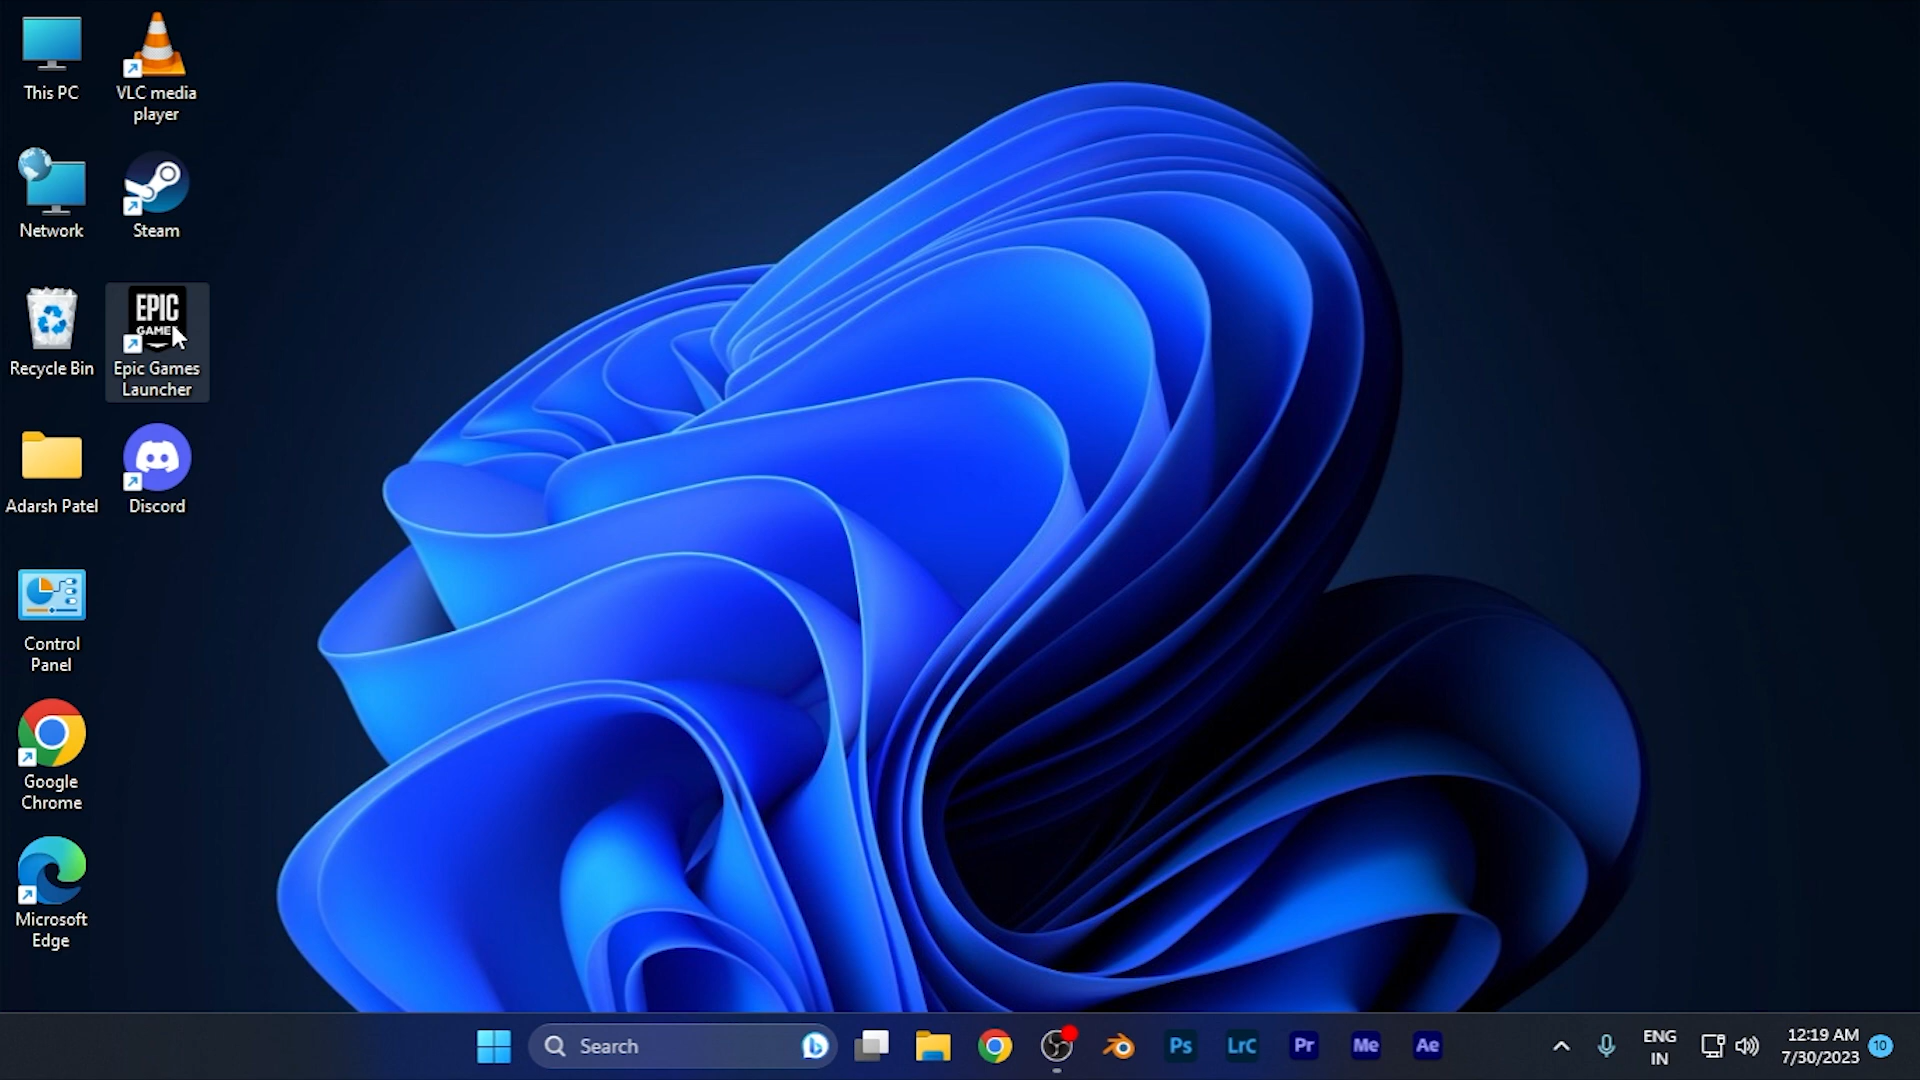 This PC
VLC media
player
Network
Steam
Recycle Bin
EPIC
GAMES
Epic Games
Launcher
Adarsh Patel
Discord
Control
Panel
Google
Chrome
Microsoft
Edge
Search
Ps
LrC
Pr
Me
Ae
ENG
IN
12:19 AM
7/30/2023
10